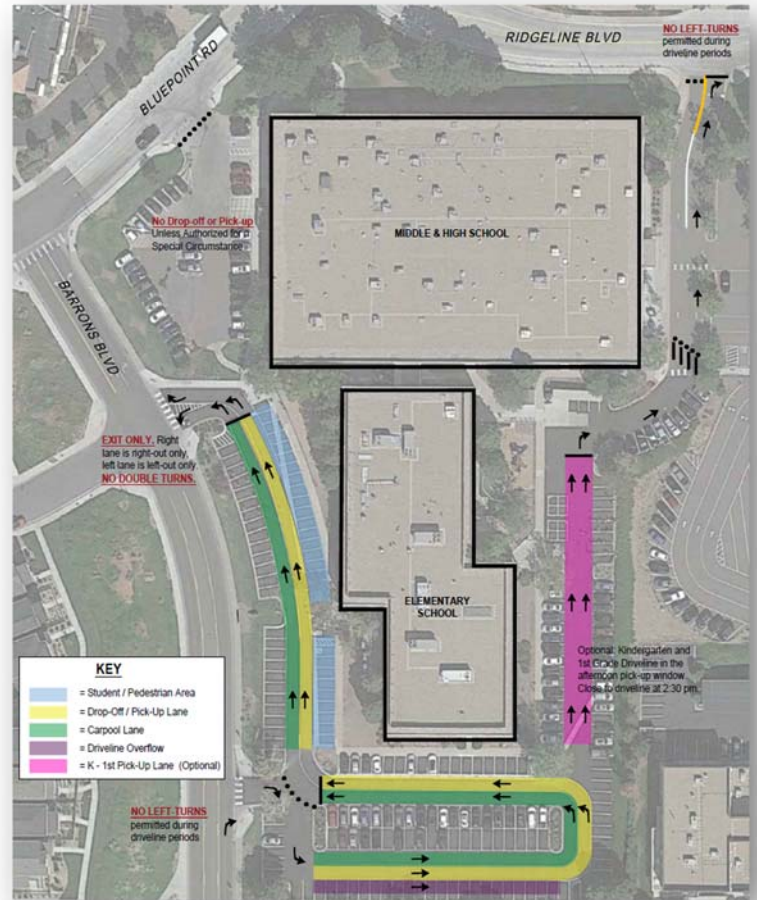 RIDGELINE BLVD
NO LEFT-TURNS
permitted during
driveline periods
BLUEPOINT RD
No Drop-off or Pick-up
Unless Authorized for a
Special Circumstance
MIDDLE & HIGH SCHOOL
BARRONS BLVD
EXIT ONLY. Right
lane is right-out only,
left lane is left-out only.
NO DOUBLE TURNS.
ELEMENTARY
SCHOOL
Optional: Kindergarten and
1st Grade Driveline in the
afternoon pick-up window.
Close to driveline at 2:30 pm.
KEY
= Student / Pedestrian Area
= Drop-Off / Pick-Up Lane
= Carpool Lane
= Driveline Overflow
= K - 1st Pick-Up Lane (Optional)
NO LEFT-TURNS
permitted during
driveline periods